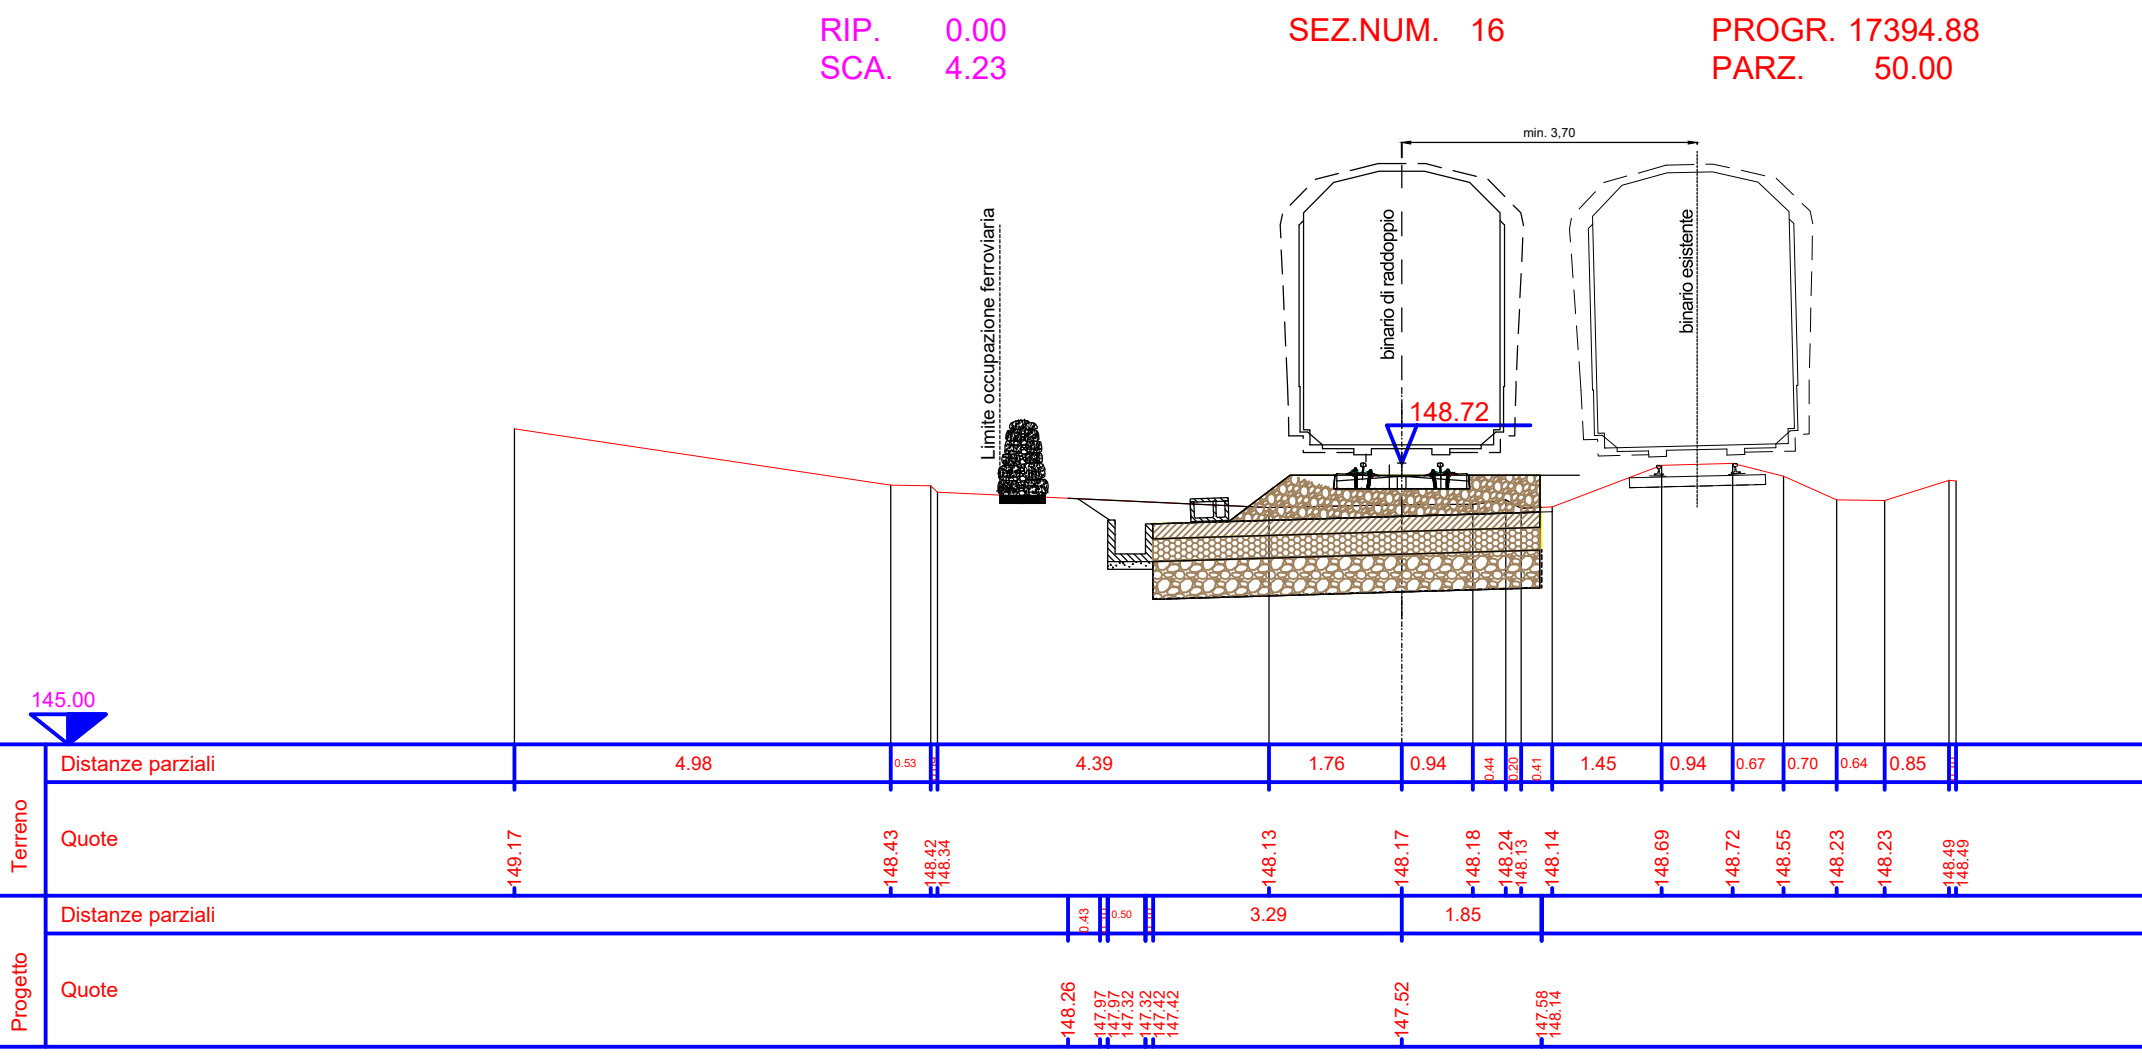 RIP. 0.00 SEZ.NUM. 16 PROGR. 17394.88
SCA. 4.23 PARZ. 50.00
min. 3,70
Limite occupazione ferroviaria
binario di raddoppio
binario esistente
148.72
145.00
Terreno
Distanze parziali 4.98 0.53 4.39 1.76 0.94 0.44 0.20 0.41 1.45 0.94 0.67 0.70 0.64 0.85
Quote 149.17 148.43 148.42 148.34 148.13 148.17 148.18 148.24 148.13 148.14 148.69 148.72 148.55 148.23 148.23 148.49 148.49
Progetto
Distanze parziali 0.43 0.50 3.29 1.85
Quote 148.26 147.97 147.97 147.32 147.32 147.42 147.42 147.52 147.58 148.14